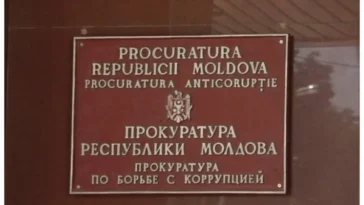 PROCURATURA
REPUBLICII MOLDOVA
PROCURATURA ANTICORUPȚIE
ПРОКУРАТУРА
РЕСПУБЛИКИ МОЛДОВА
ПРОКУРАТУРА
ПО БОРЬБЕ С КОРРУПЦИЕЙ